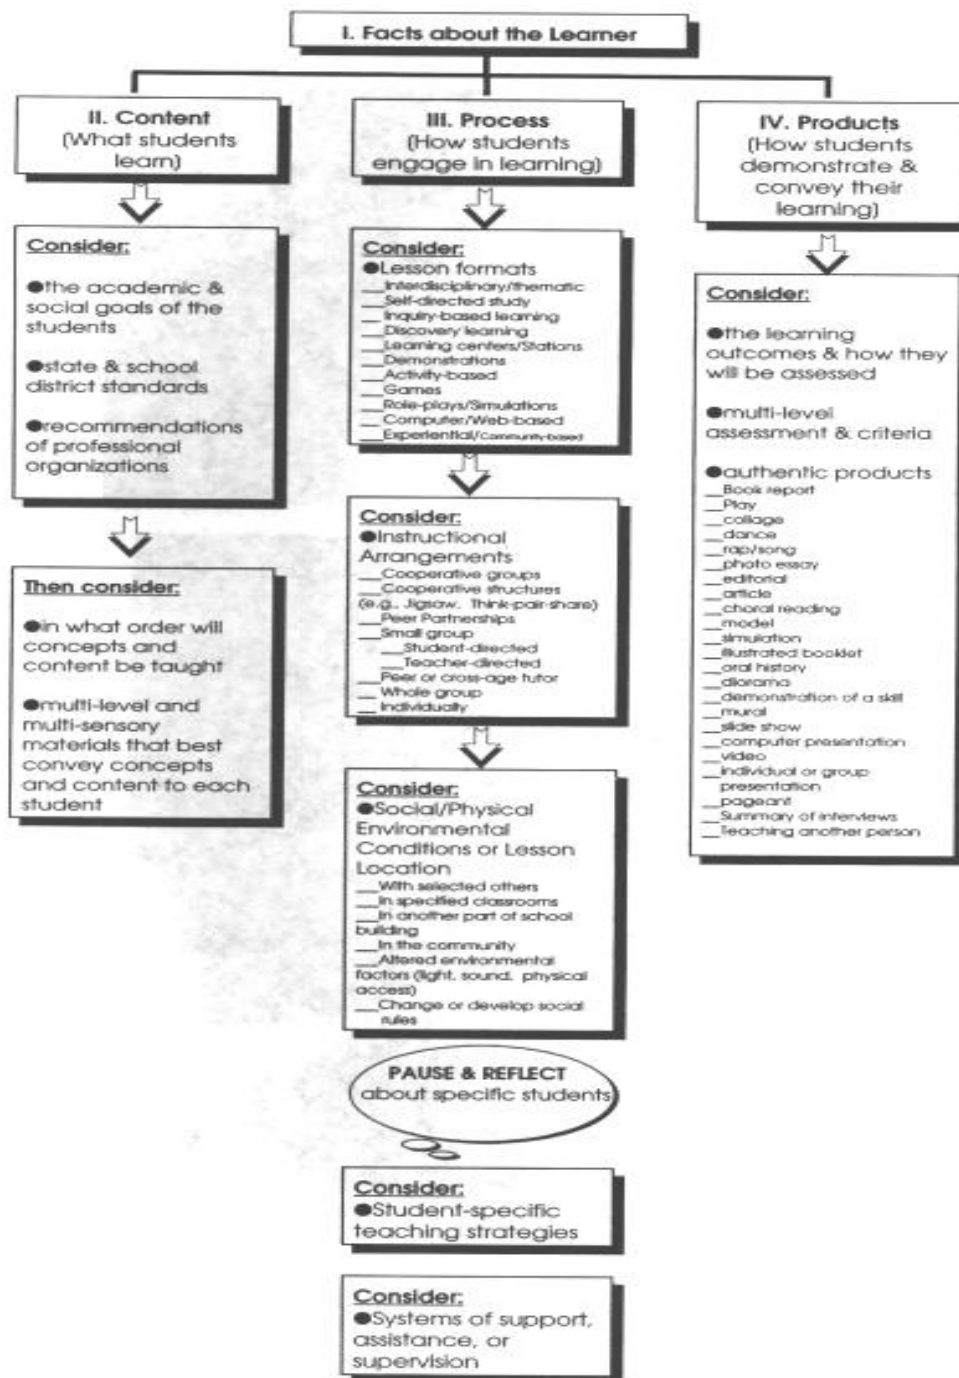 I. Facts about the Learner
II. Content
(What students
learn)
Consider:
●the academic &
social goals of the
students
●state & school
district standards
●recommendations
of professional
organizations
Then consider:
●in what order will
concepts and
content be taught
●multi-level and
multi-sensory
materials that best
convey concepts
and content to each
student
III. Process
(How students
engage in learning)
Consider:
●Lesson formats
__Interdisciplinary/thematic
__Self-directed study
__Inquiry-based learning
__Discovery learning
__Learning centers/Stations
__Demonstrations
__Activity-based
__Games
__Role-plays/Simulations
__Computer/Web-based
__Experiential/Community-based
Consider:
●Instructional
Arrangements
__Cooperative groups
__Cooperative structures
(e.g., Jigsaw, Think-pair-share)
__Peer Partnerships
__Small group
__Student-directed
__Teacher-directed
__Peer or cross-age tutor
__Whole group
__Individually
Consider:
●Social/Physical
Environmental
Conditions or Lesson
Location
__With selected others
__In specified classrooms
__In another part of school
building
__In the community
__Altered environmental
factors (light, sound, physical
access)
__Change or develop social
rules
PAUSE & REFLECT
about specific students
Consider:
●Student-specific
teaching strategies
Consider:
●Systems of support,
assistance, or
supervision
IV. Products
(How students
demonstrate &
convey their
learning)
Consider:
●the learning
outcomes & how they
will be assessed
●multi-level
assessment & criteria
●authentic products
__Book report
__Play
__collage
__dance
__rap/song
__photo essay
__editorial
__article
__choral reading
__model
__simulation
__illustrated booklet
__oral history
__diorama
__demonstration of a skill
__mural
__slide show
__computer presentation
__video
__individual or group
presentation
__pageant
__Summary of interviews
__Teaching another person